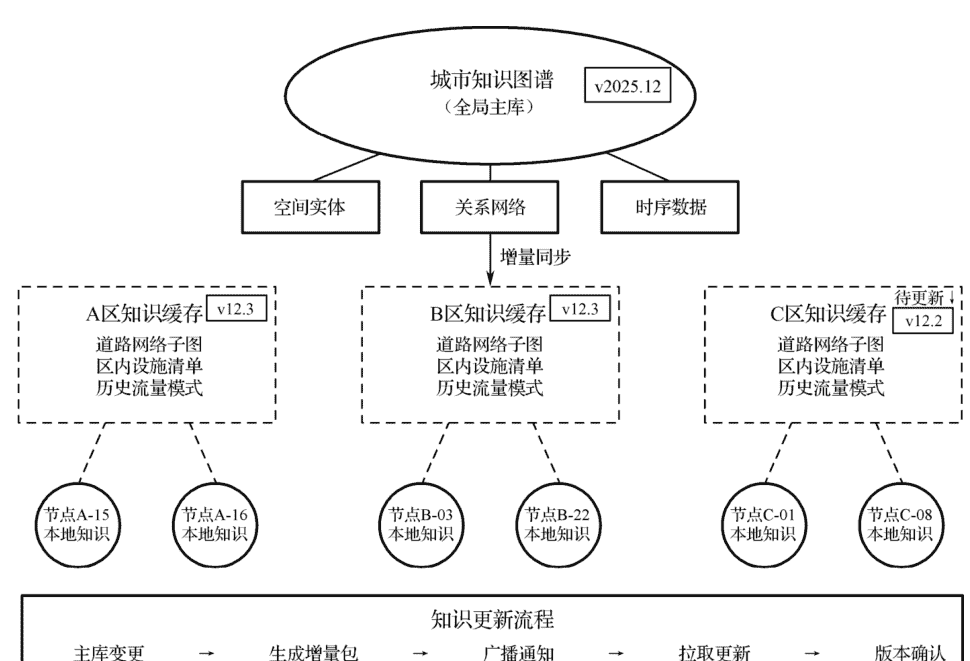 城市知识图谱
v2025.12
（全局主库）
空间实体
关系网络
时序数据
增量同步
A区知识缓存
v12.3
道路网络子图
区内设施清单
历史流量模式
B区知识缓存
v12.3
道路网络子图
区内设施清单
历史流量模式
待更新↓
C区知识缓存
v12.2
道路网络子图
区内设施清单
历史流量模式
节点A-15
本地知识
节点A-16
本地知识
节点B-03
本地知识
节点B-22
本地知识
节点C-01
本地知识
节点C-08
本地知识
知识更新流程
主库变更 → 生成增量包 → 广播通知 → 拉取更新 → 版本确认